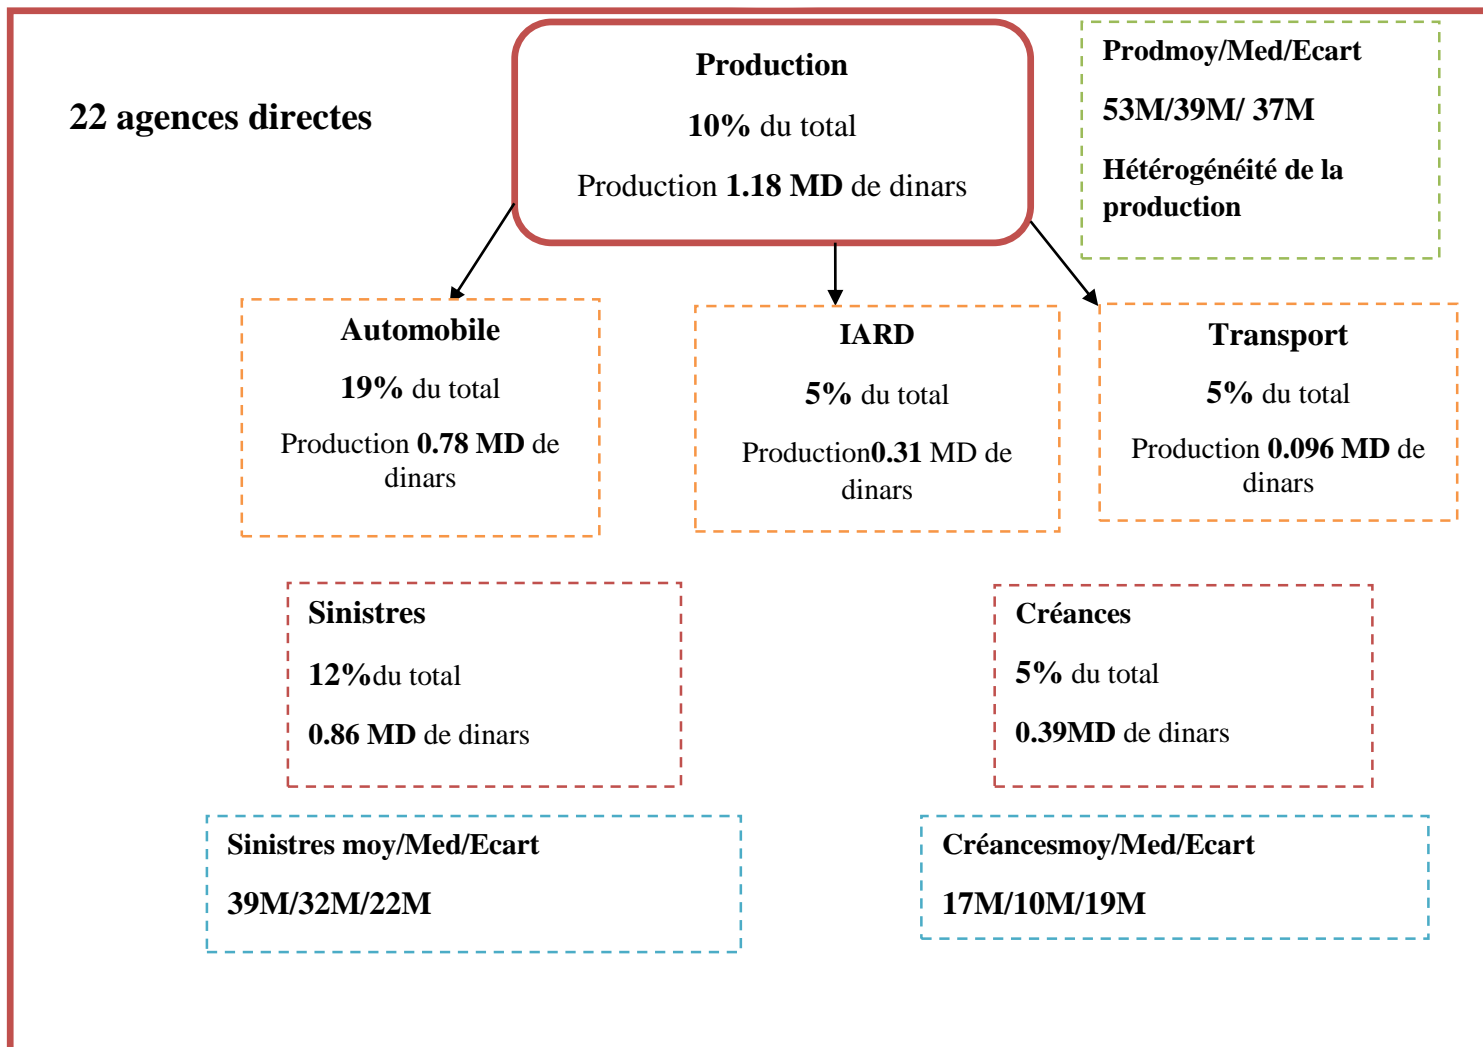 22 agences directes
Production
10% du total
Production 1.18 MD de dinars
Prodmoy/Med/Ecart
53M/39M/ 37M
Hétérogénéité de la
production
Automobile
19% du total
Production 0.78 MD de
dinars
IARD
5% du total
Production0.31 MD de
dinars
Transport
5% du total
Production 0.096 MD de
dinars
Sinistres
12%du total
0.86 MD de dinars
Créances
5% du total
0.39MD de dinars
Sinistres moy/Med/Ecart
39M/32M/22M
Créancesmoy/Med/Ecart
17M/10M/19M